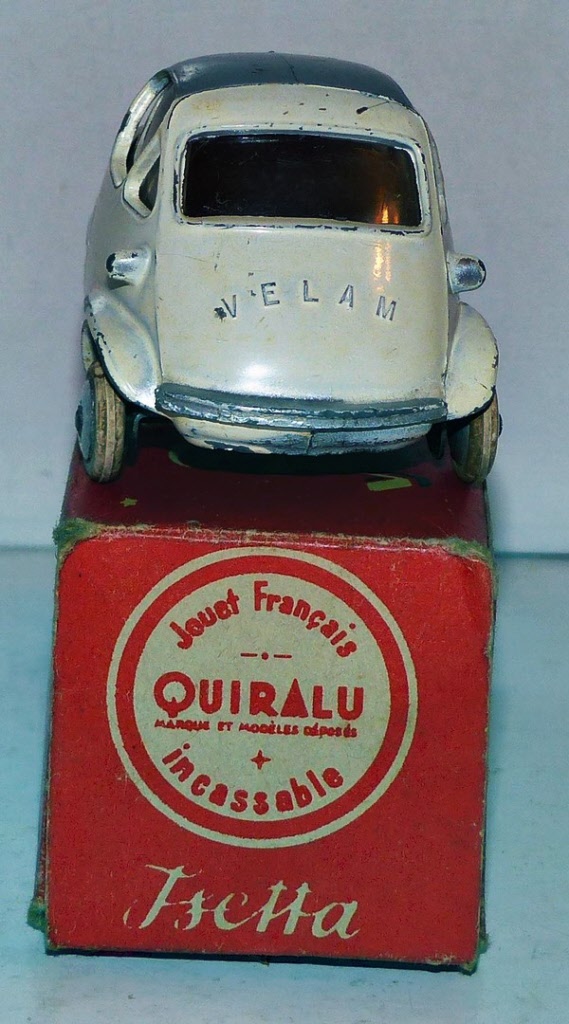 VELAM
Jouet Français
QUIRALU
MARQUE ET MODÈLES DÉPOSÉS
incassable
Isetta